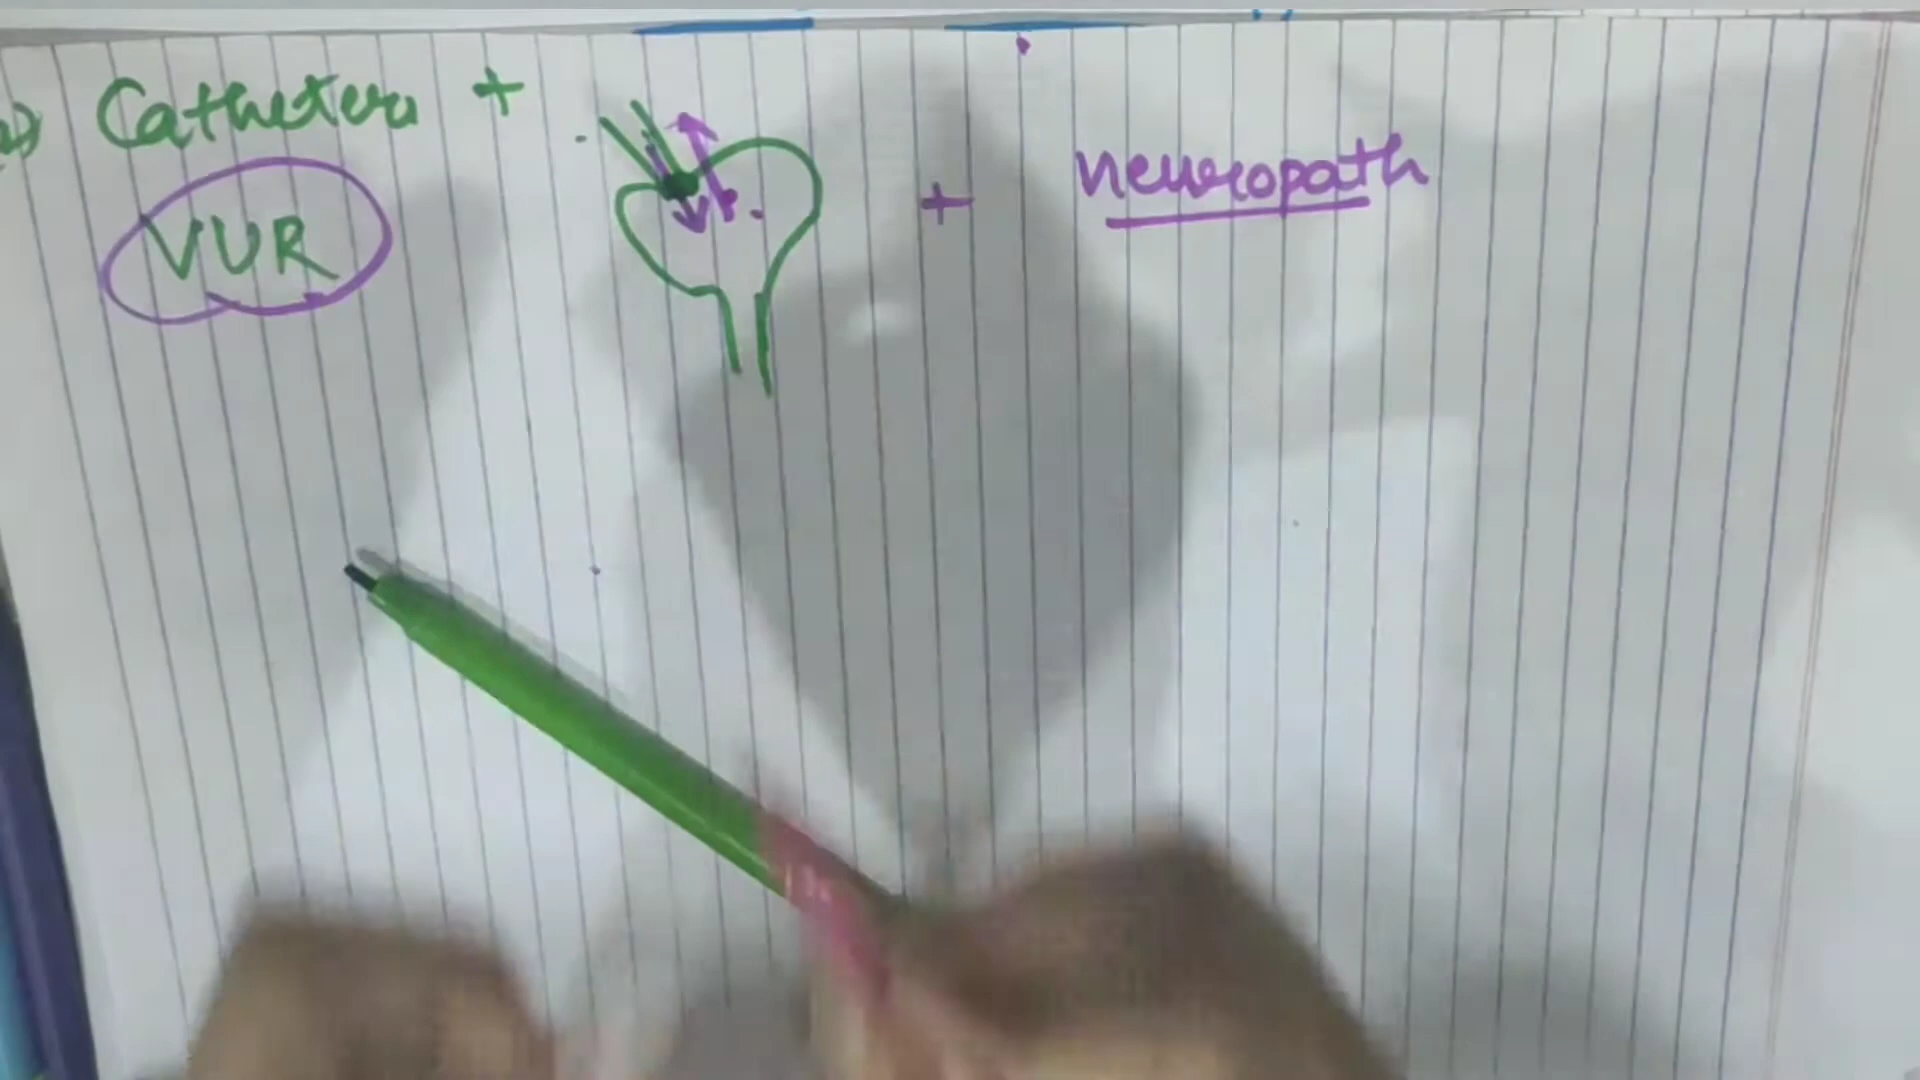 Catheter +
VUR
+ neuropath